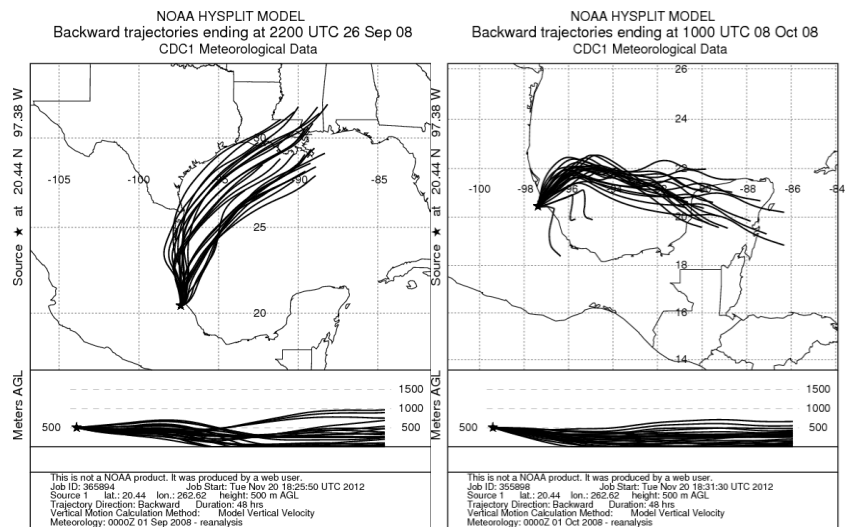 NOAA HYSPLIT MODEL
Backward trajectories ending at 2200 UTC 26 Sep 08
CDC1 Meteorological Data
Source ★ at 20.44 N 97.38 W
-105
-100
-95
-90
-85
30
25
20
Meters AGL
500
1500
1000
500
This is not a NOAA product. It was produced by a web user.
Job ID: 365894 Job Start: Tue Nov 20 18:25:50 UTC 2012
Source 1 lat.: 20.44 lon.: 262.62 height: 500 m AGL
Trajectory Direction: Backward Duration: 48 hrs
Vertical Motion Calculation Method: Model Vertical Velocity
Meteorology: 0000Z 01 Sep 2008 - reanalysis
NOAA HYSPLIT MODEL
Backward trajectories ending at 1000 UTC 08 Oct 08
CDC1 Meteorological Data
Source ★ at 20.44 N 97.38 W
26
24
22
-100
-98
-96
-94
-92
-90
-88
-86
-84
20
18
16
14
Meters AGL
500
1500
1000
500
This is not a NOAA product. It was produced by a web user.
Job ID: 355898 Job Start: Tue Nov 20 18:31:30 UTC 2012
Source 1 lat.: 20.44 lon.: 262.62 height: 500 m AGL
Trajectory Direction: Backward Duration: 48 hrs
Vertical Motion Calculation Method: Model Vertical Velocity
Meteorology: 0000Z 01 Oct 2008 - reanalysis